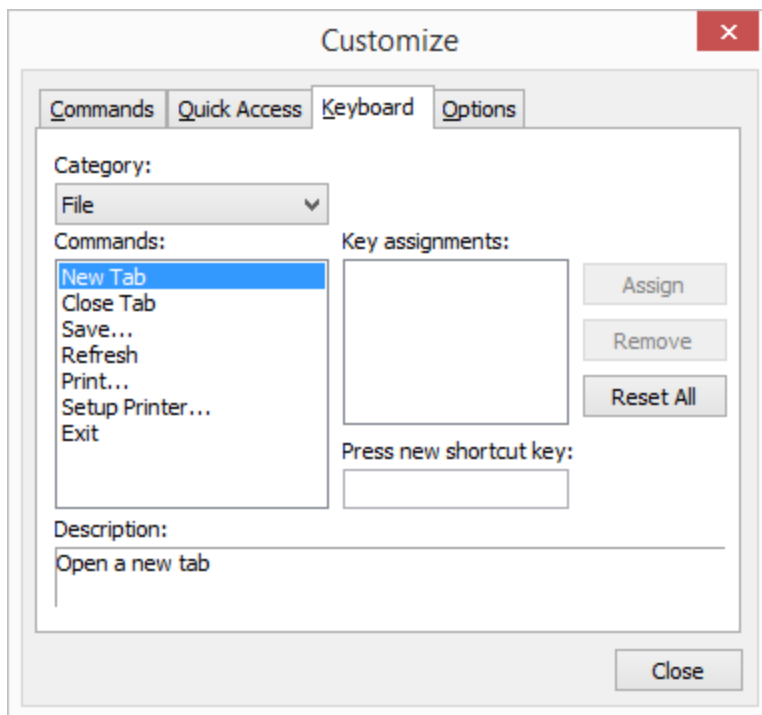 Customize
Commands Quick Access Keyboard Options
Category:
File
Commands: Key assignments:
New Tab
Close Tab
Save...
Refresh
Print...
Setup Printer...
Exit
Assign
Remove
Reset All
Press new shortcut key:
Description:
Open a new tab
Close